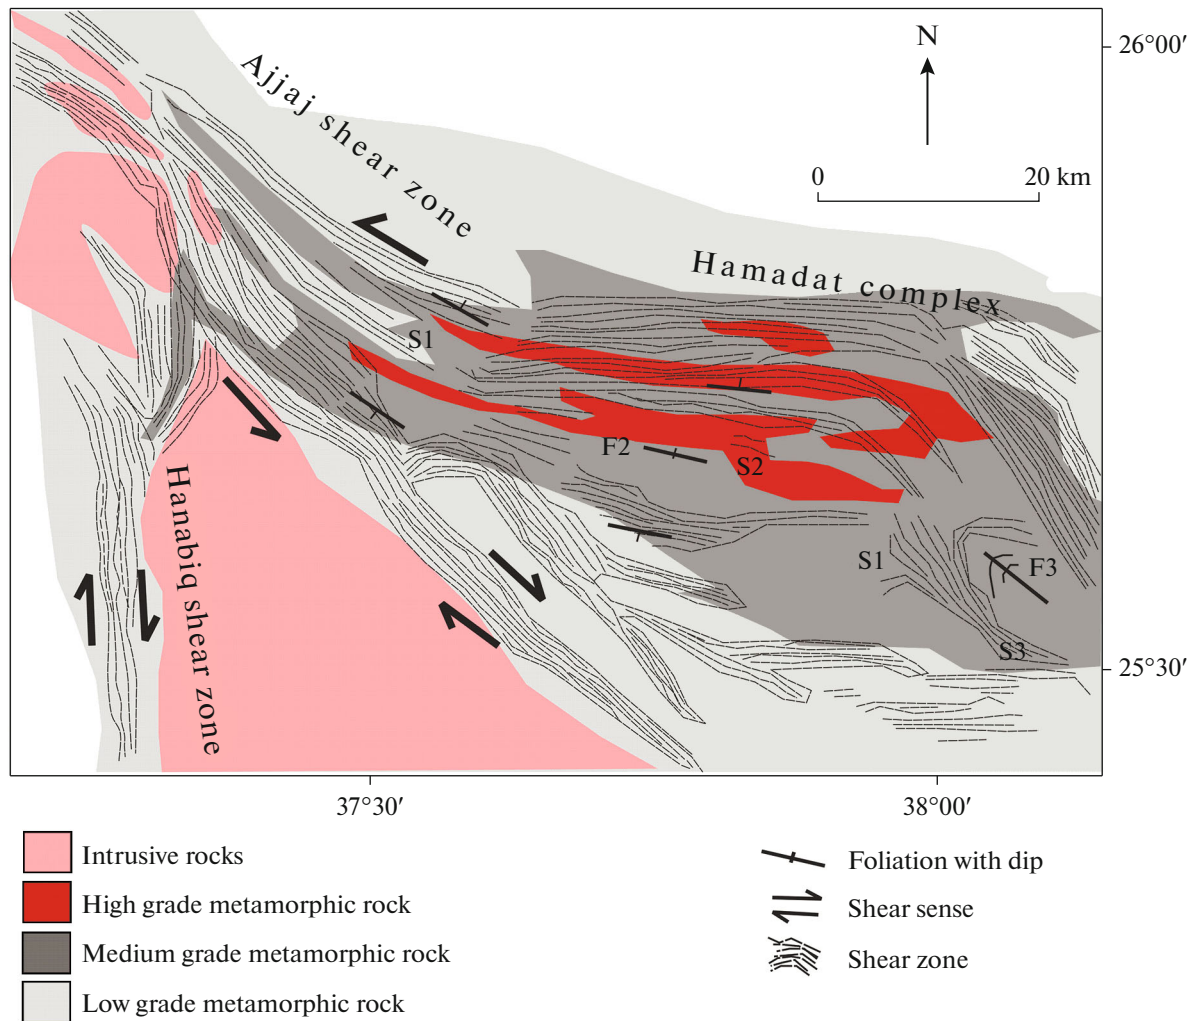 26°00′
N
Ajjaj shear zone
0 20 km
Hamadat complex
S1
F2
S2
S1
F3
Hanabiq shear zone
S3
25°30′
37°30′ 38°00′
Intrusive rocks
High grade metamorphic rock
Medium grade metamorphic rock
Low grade metamorphic rock
Foliation with dip
Shear sense
Shear zone